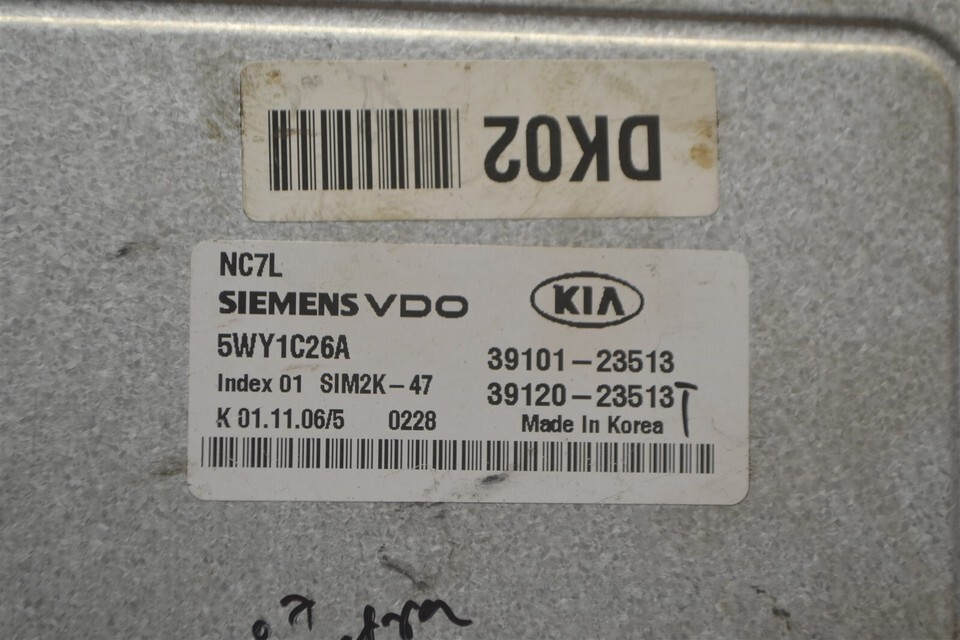 DK02
NC7L
SIEMENS VDO
KIA
5WY1C26A
39101-23513
Index 01 SIM2K-47
39120-23513T
K 01.11.06/5 0228
Made In Korea